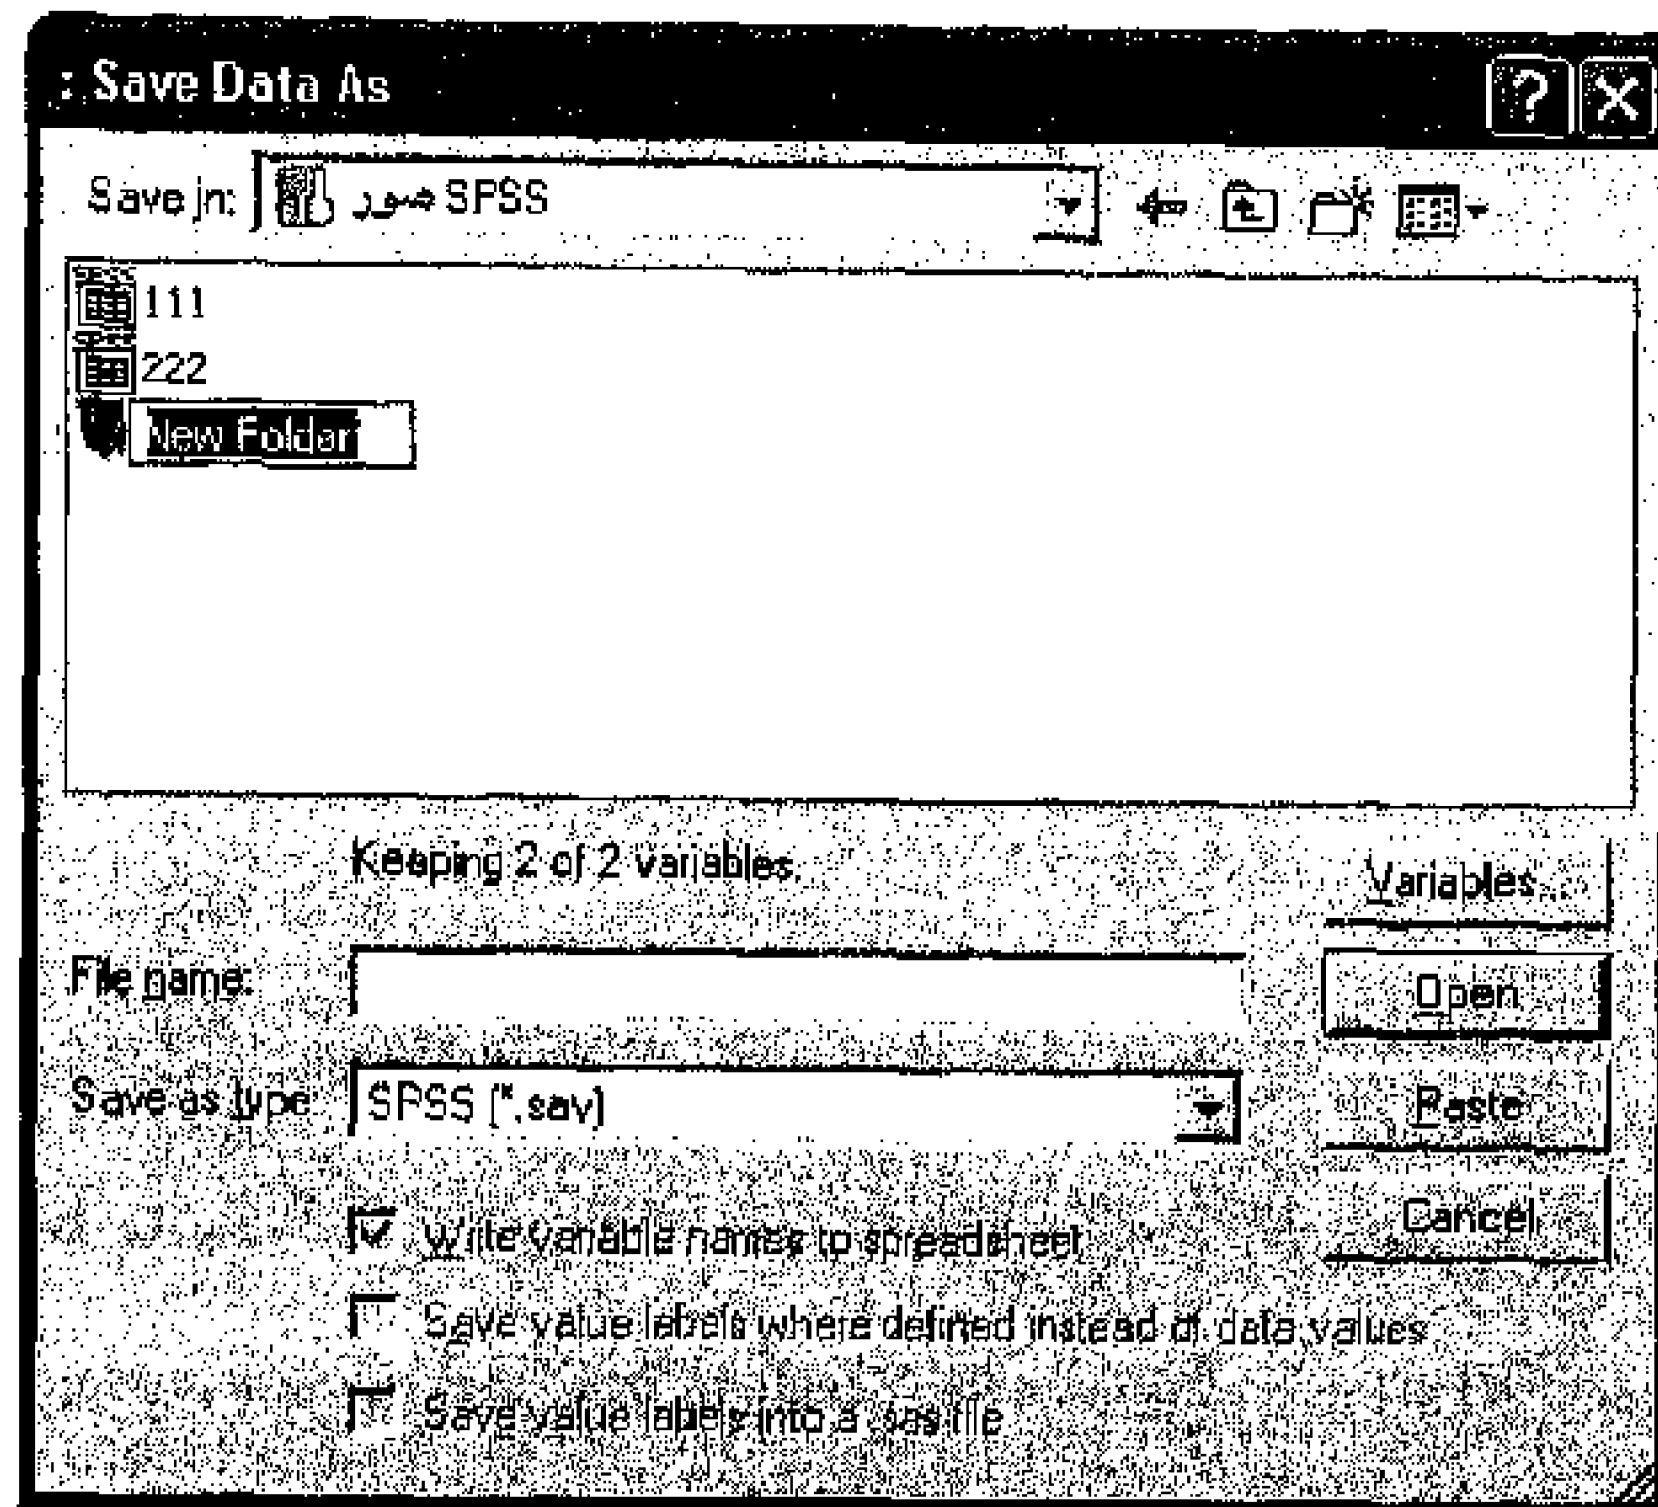 : Save Data As
Save in: صور SPSS
111
222
New Folder
Keeping 2 of 2 variables.
Variables...
File name:
Open
Save as type: SPSS (*.sav)
Paste
Write variable names to spreadsheet
Cancel
Save value labels where defined instead of data values
Save value labels into a .sas file